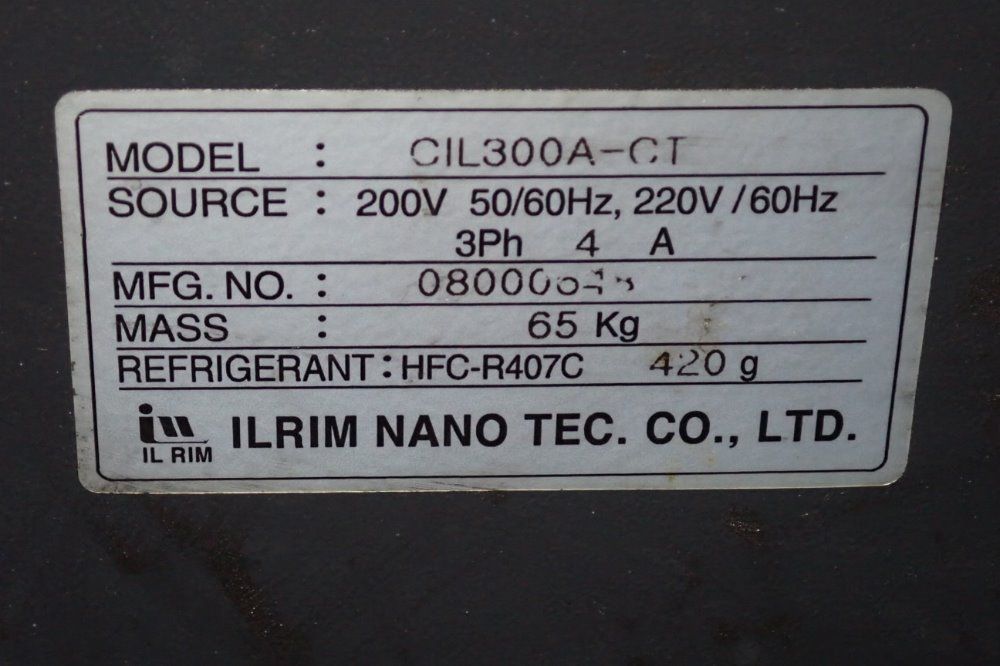 MODEL : CIL300A-CT
SOURCE : 200V 50/60Hz, 220V/60Hz
3Ph 4 A
MFG. NO. :
MASS : 65 Kg
REFRIGERANT : HFC-R407C 420 g
IL RIM ILRIM NANO TEC. CO., LTD.